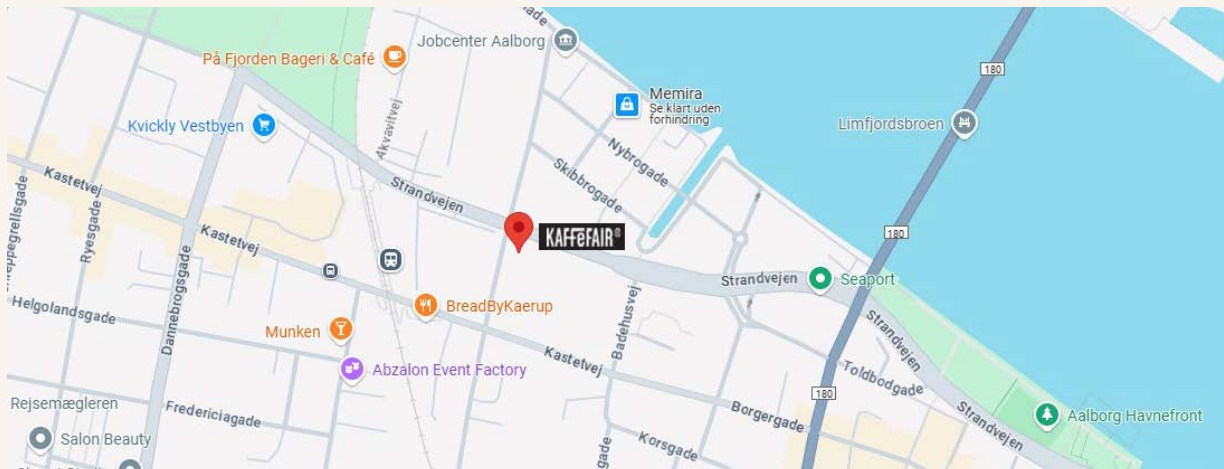 Jobcenter Aalborg
180
På Fjorden Bageri & Café
Memira
Se klart uden
forhindring
Limfjordsbroen
Kvickly Vestbyen
Akvavitvej
Nybrogade
Kastetvej
Strandvejen
Skibbrogade
Ryesgade
Kastetvej
KAFFeFAIR®
180
Strandvejen
Seaport
Helgolandsgade
Dannebrogsgade
BreadByKaerup
Munken
Badehusvej
Strandvejen
Kastetvej
Abzalon Event Factory
Toldbodgade
180
Rejsemægleren
Fredericiagade
Borgergade
Strandvejen
Aalborg Havnefront
Salon Beauty
Korsgade
gade